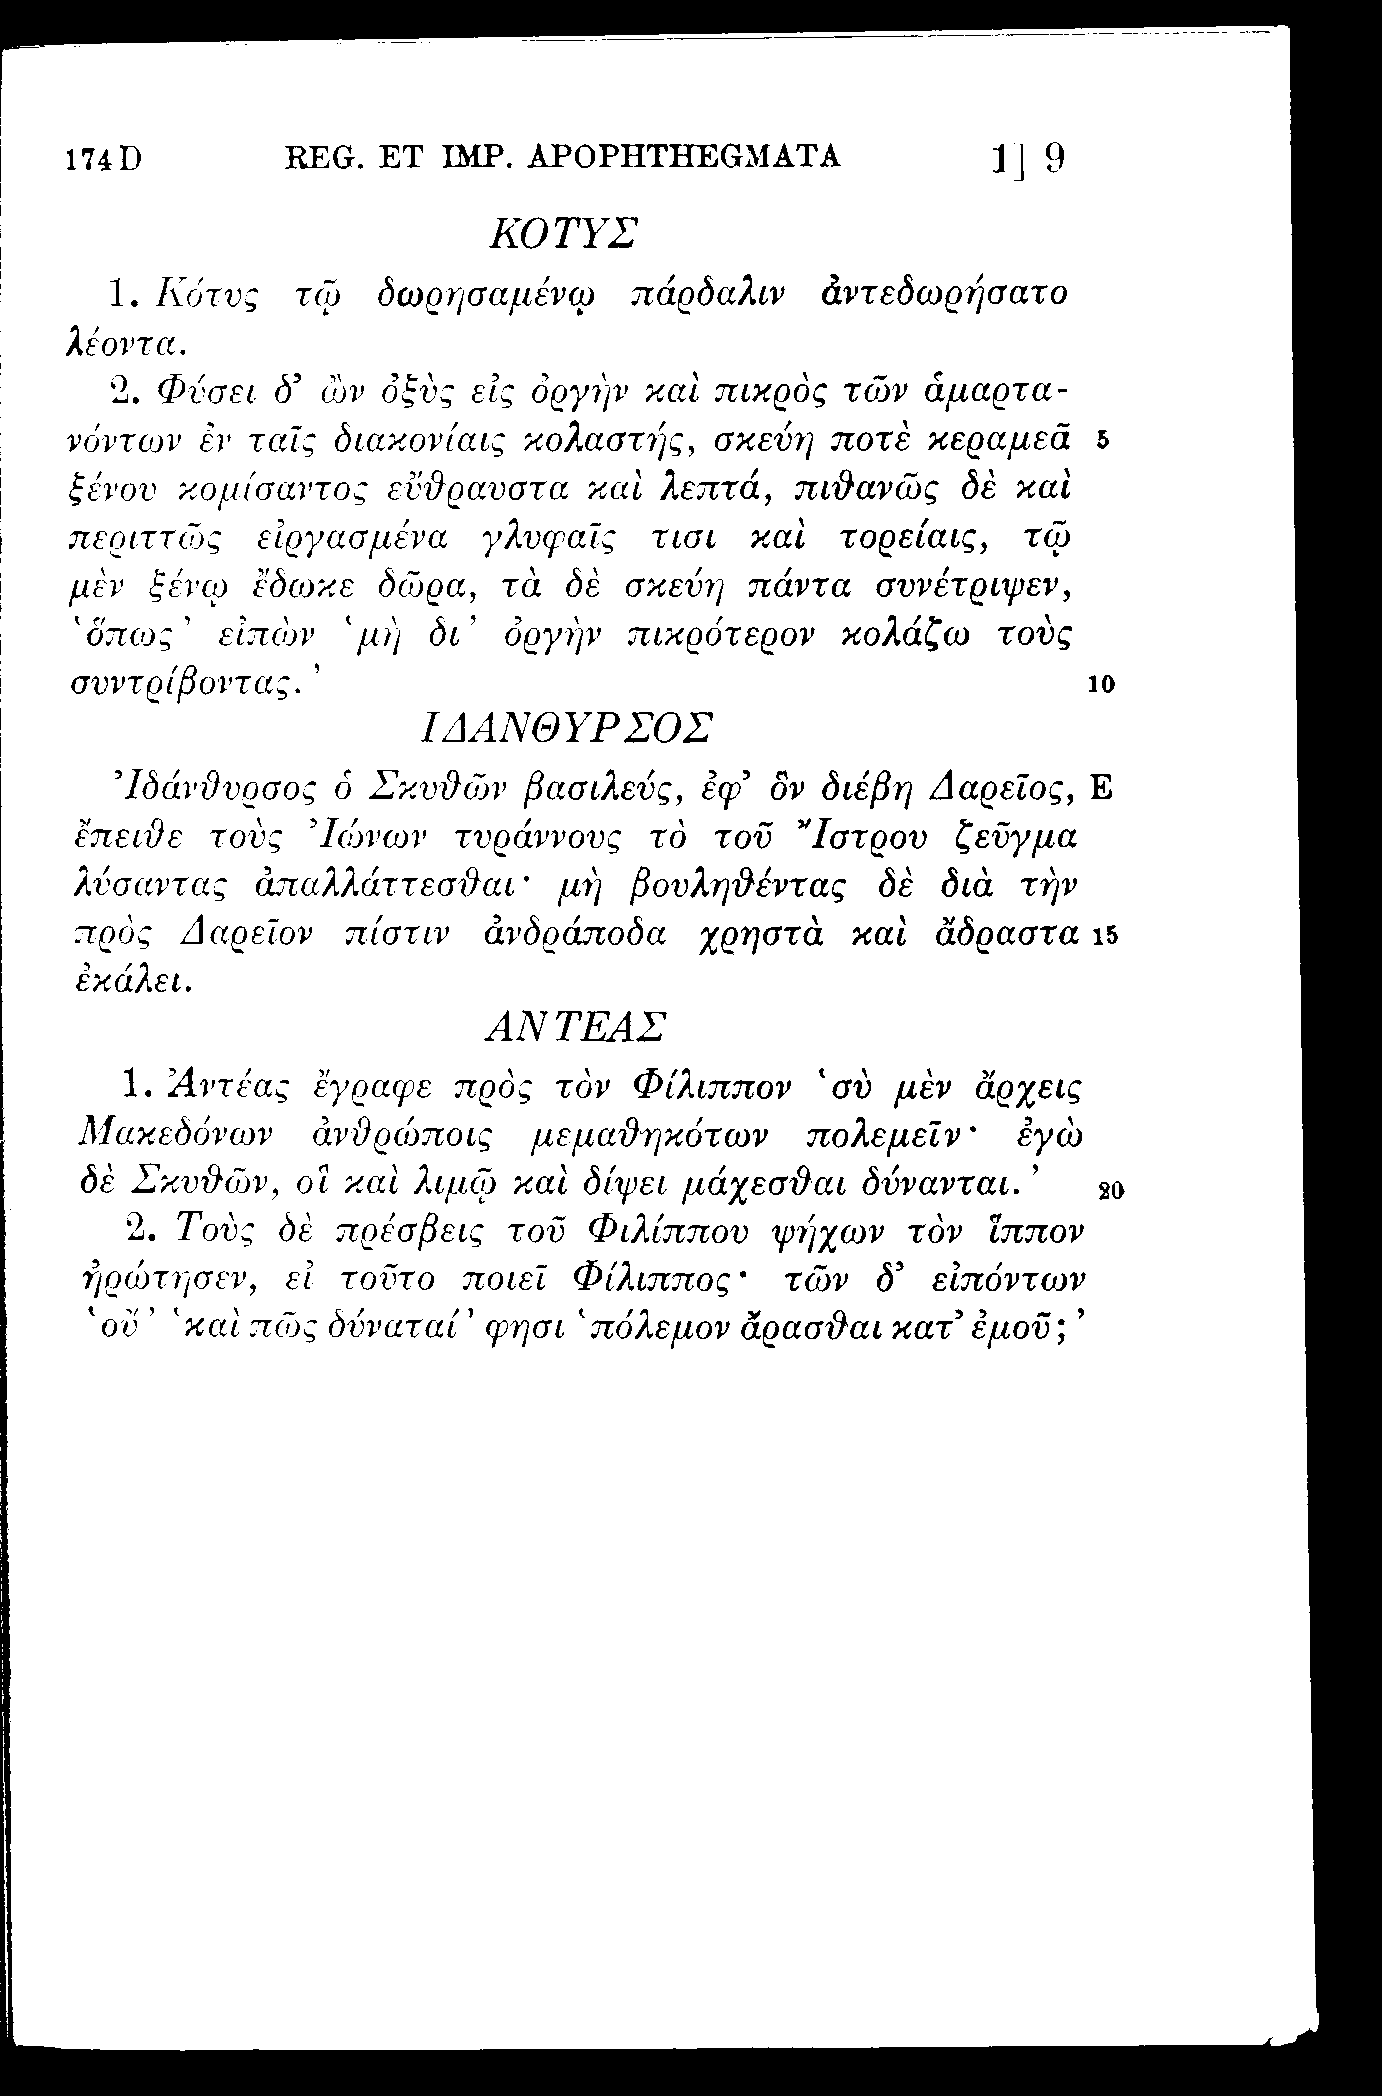 174 D REG. ET IMP. APOPHTHEGMATA 1] 9
ΚΟΤΥΣ
1. Κότυς τῷ δωρησαμένῳ πάρδαλιν ἀντεδωρήσατο
λέοντα.
2. Φύσει δ’ ὢν ὀξὺς εἰς ὀργὴν καὶ πικρὸς τῶν ἁμαρτα-
νόντων ἐν ταῖς διακονίαις κολαστής, σκεύη ποτὲ κεραμεᾶ 5
ξένου κομίσαντος εὔθραυστα καὶ λεπτά, πιθανῶς δὲ καὶ
περιττῶς εἰργασμένα γλυφαῖς τισι καὶ τορείαις, τῷ
μὲν ξένῳ ἔδωκε δῶρα, τὰ δὲ σκεύη πάντα συνέτριψεν,
‘ὅπως’ εἰπὼν ‘μὴ δι’ ὀργὴν πικρότερον κολάζω τοὺς
συντρίβοντας.’ 10
ΙΔΑΝΘΥΡΣΟΣ
Ἰδάνθυρσος ὁ Σκυθῶν βασιλεύς, ἐφ’ ὃν διέβη Δαρεῖος, E
ἔπειθε τοὺς Ἰώνων τυράννους τὸ τοῦ Ἴστρου ζεῦγμα
λύσαντας ἀπαλλάττεσθαι· μὴ βουληθέντας δὲ διὰ τὴν
πρὸς Δαρεῖον πίστιν ἀνδράποδα χρηστὰ καὶ ἄδραστα 15
ἐκάλει.
ΑΝΤΕΑΣ
1. Ἀντέας ἔγραφε πρὸς τὸν Φίλιππον ‘σὺ μὲν ἄρχεις
Μακεδόνων ἀνθρώποις μεμαθηκότων πολεμεῖν· ἐγὼ
δὲ Σκυθῶν, οἳ καὶ λιμῷ καὶ δίψει μάχεσθαι δύνανται.’ 20
2. Τοὺς δὲ πρέσβεις τοῦ Φιλίππου ψήχων τὸν ἵππον
ἠρώτησεν, εἰ τοῦτο ποιεῖ Φίλιππος· τῶν δ’ εἰπόντων
‘οὔ’ ‘καὶ πῶς δύναταί’ φησι ‘πόλεμον ἄρασθαι κατ’ ἐμοῦ;’